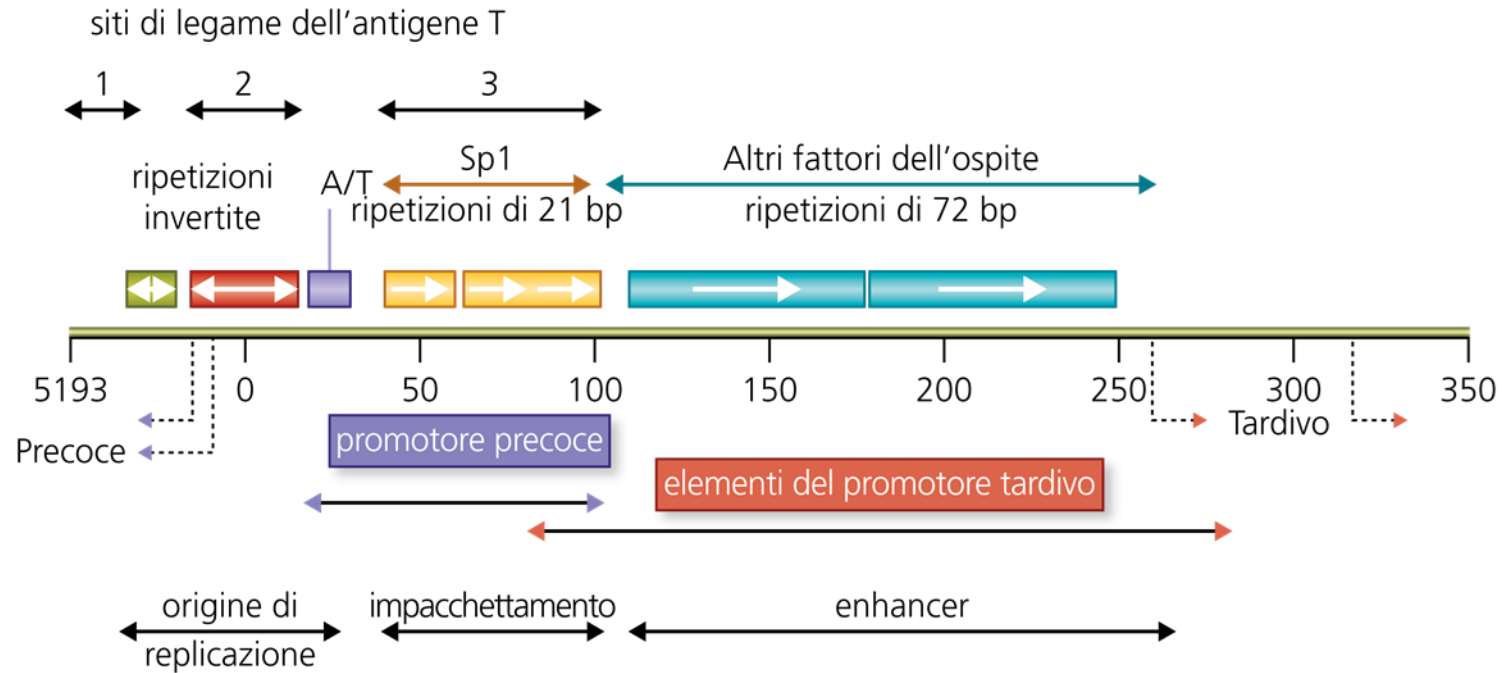 siti di legame dell'antigene T
1 2 3
ripetizioni invertite
A/T
Sp1
ripetizioni di 21 bp
Altri fattori dell'ospite
ripetizioni di 72 bp
5193 0 50 100 150 200 250 300 350
Precoce
Tardivo
promotore precoce
elementi del promotore tardivo
origine di
replicazione
impacchettamento
enhancer